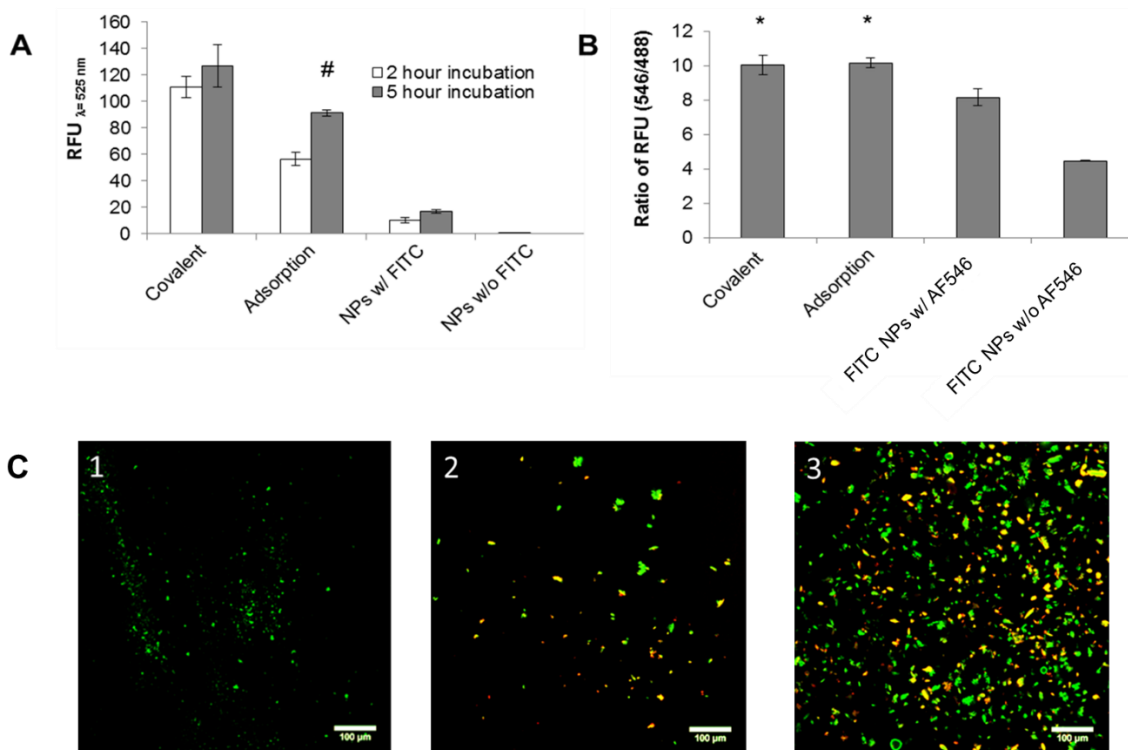 A
RFU λ= 525 nm
160
140
120
100
80
60
40
20
0
#
2 hour incubation
5 hour incubation
Covalent
Adsorption
NPs w/ FITC
NPs w/o FITC
B
Ratio of RFU (546/488)
12
10
8
6
4
2
0
*
*
Covalent
Adsorption
FITC NPs w/ AF546
FITC NPs w/o AF546
C
1
100 µm
2
100 µm
3
100 µm